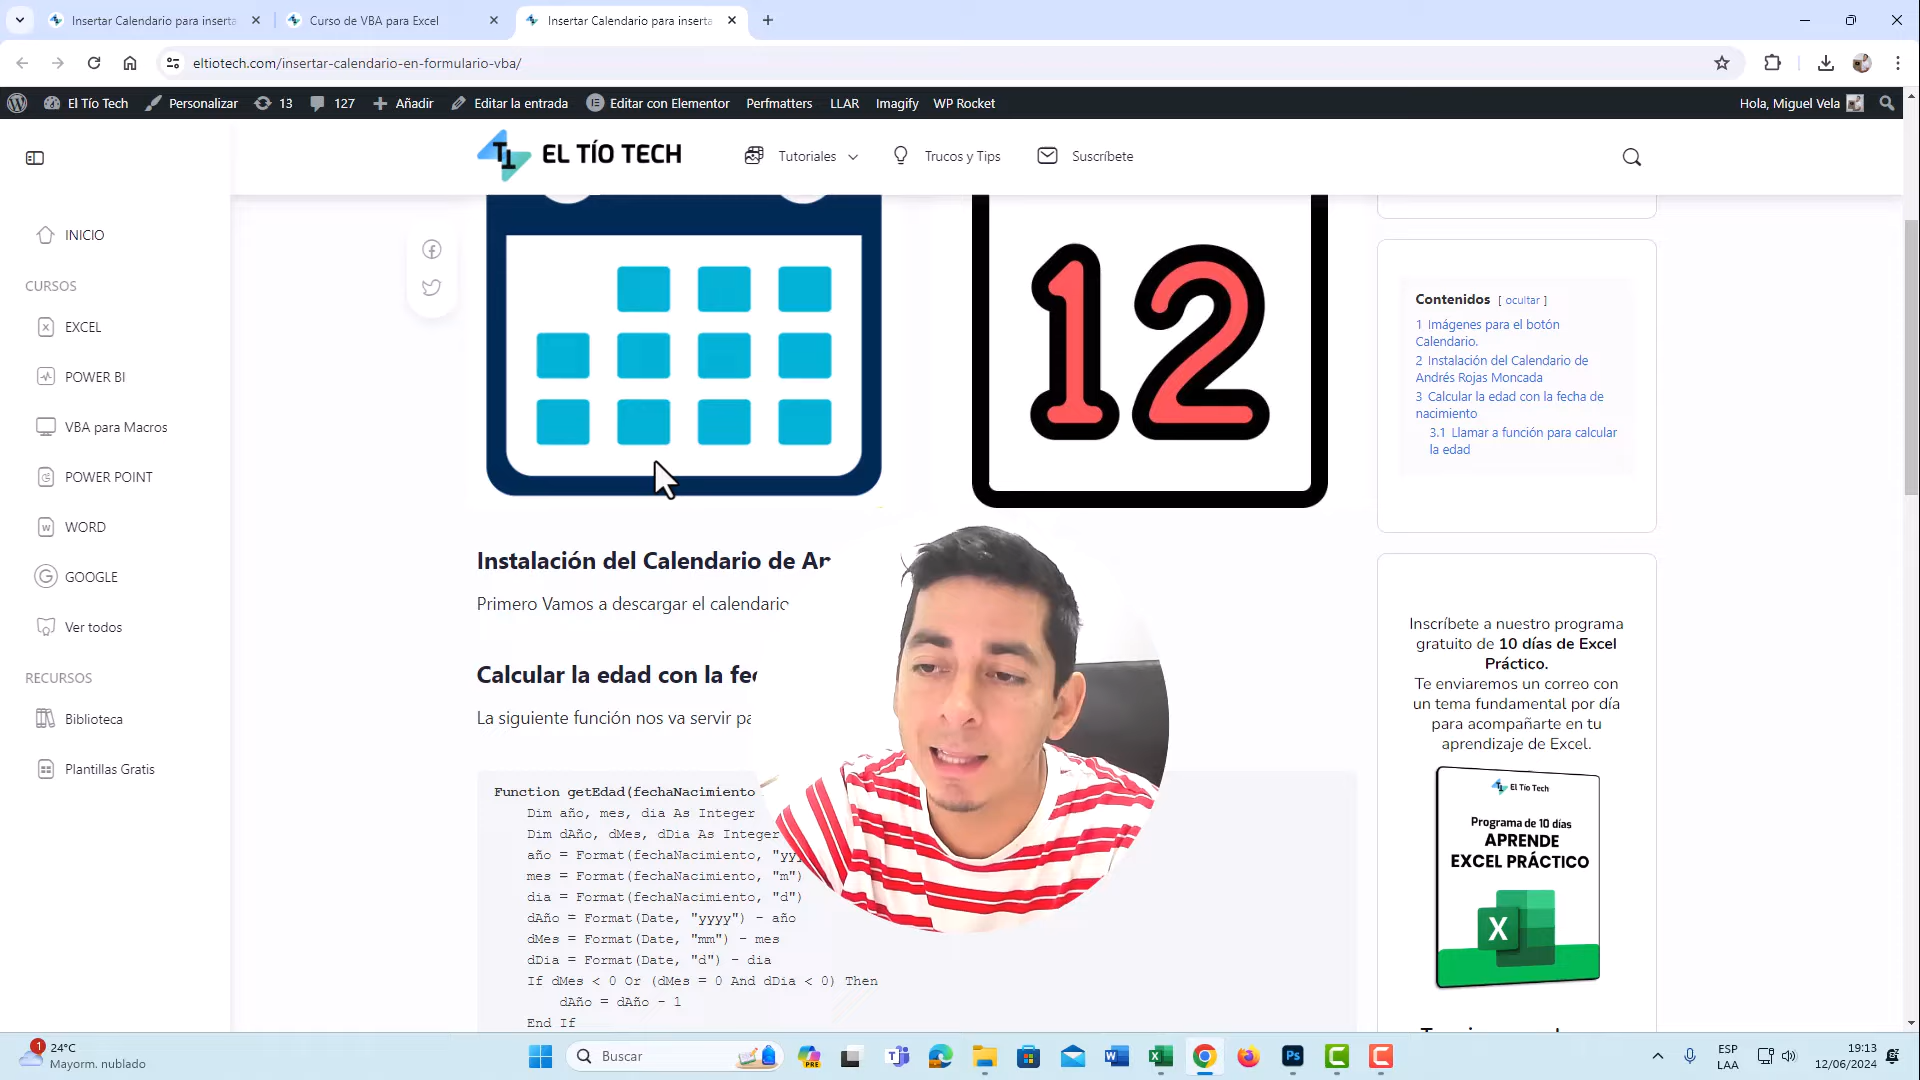 Insertar Calendario para inserta
Curso de VBA para Excel
Insertar Calendario para inserta
eltiotech.com/insertar-calendario-en-formulario-vba/
El Tío Tech
Personalizar
13
127
Añadir
Editar la entrada
Editar con Elementor
Perfmatters
LLAR
Imagify
WP Rocket
Hola, Miguel Vela
EL TÍO TECH
Tutoriales
Trucos y Tips
Suscríbete
INICIO
CURSOS
EXCEL
POWER BI
VBA para Macros
POWER POINT
WORD
GOOGLE
Ver todos
RECURSOS
Biblioteca
Plantillas Gratis
12
Instalación del Calendario de An
Primero Vamos a descargar el calendario
Calcular la edad con la fec
La siguiente función nos va servir pa
Function getEdad(fechaNacimiento
Dim año, mes, dia As Integer
Dim dAño, dMes, dDia As Integer
año = Format(fechaNacimiento, "yyy
mes = Format(fechaNacimiento, "m")
dia = Format(fechaNacimiento, "d")
dAño = Format(Date, "yyyy") - año
dMes = Format(Date, "mm") - mes
dDia = Format(Date, "d") - dia
If dMes < 0 Or (dMes = 0 And dDia < 0) Then
dAño = dAño - 1
End If
Contenidos [ ocultar ]
1 Imágenes para el botón
Calendario.
2 Instalación del Calendario de
Andrés Rojas Moncada
3 Calcular la edad con la fecha de
nacimiento
3.1 Llamar a función para calcular
la edad
Inscríbete a nuestro programa
gratuito de 10 días de Excel
Práctico.
Te enviaremos un correo con
un tema fundamental por día
para acompañarte en tu
aprendizaje de Excel.
El Tío Tech
Programa de 10 días
APRENDE
EXCEL PRÁCTICO
X
1
24°C
Mayorm. nublado
Buscar
ESP
LAA
19:13
12/06/2024